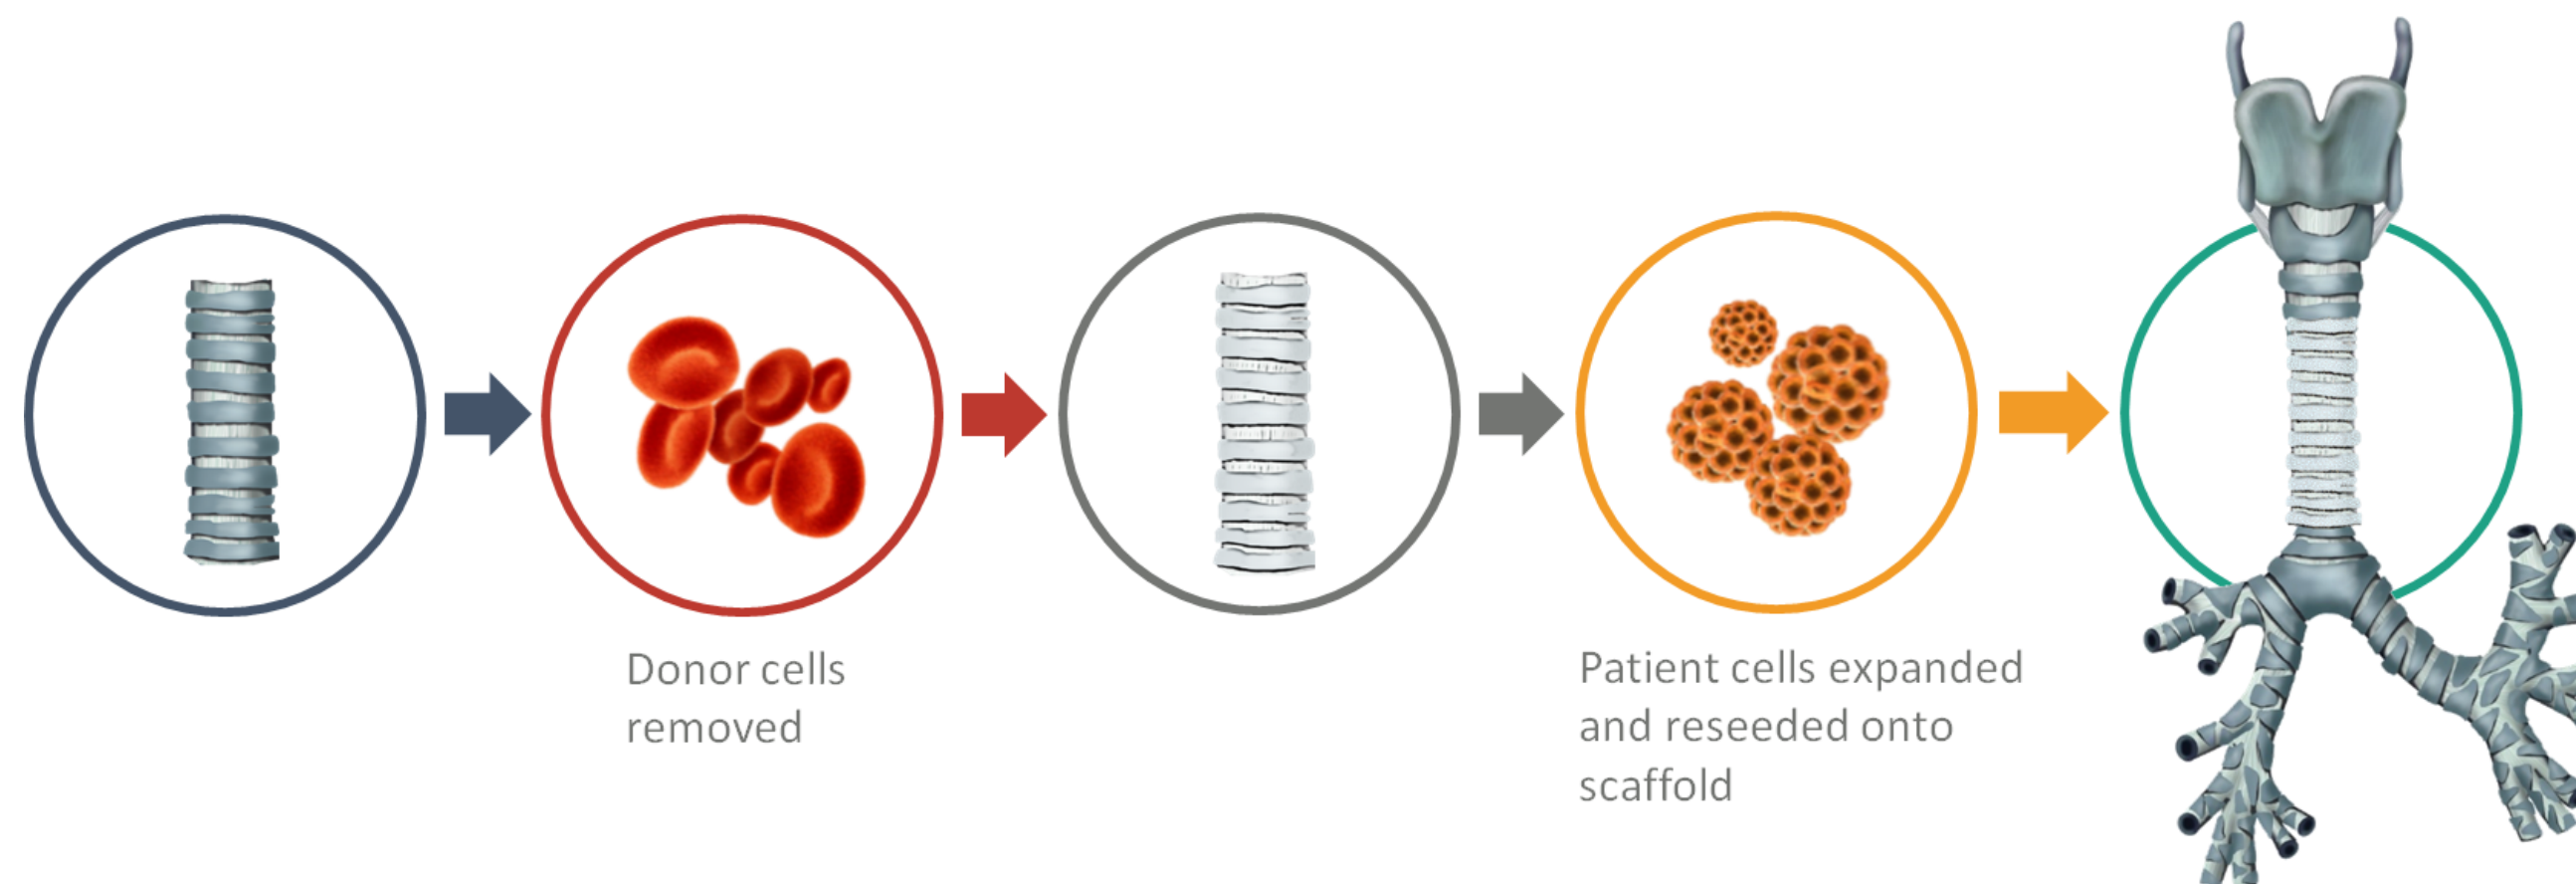 Donor cells
removed
Patient cells expanded
and reseeded onto
scaffold